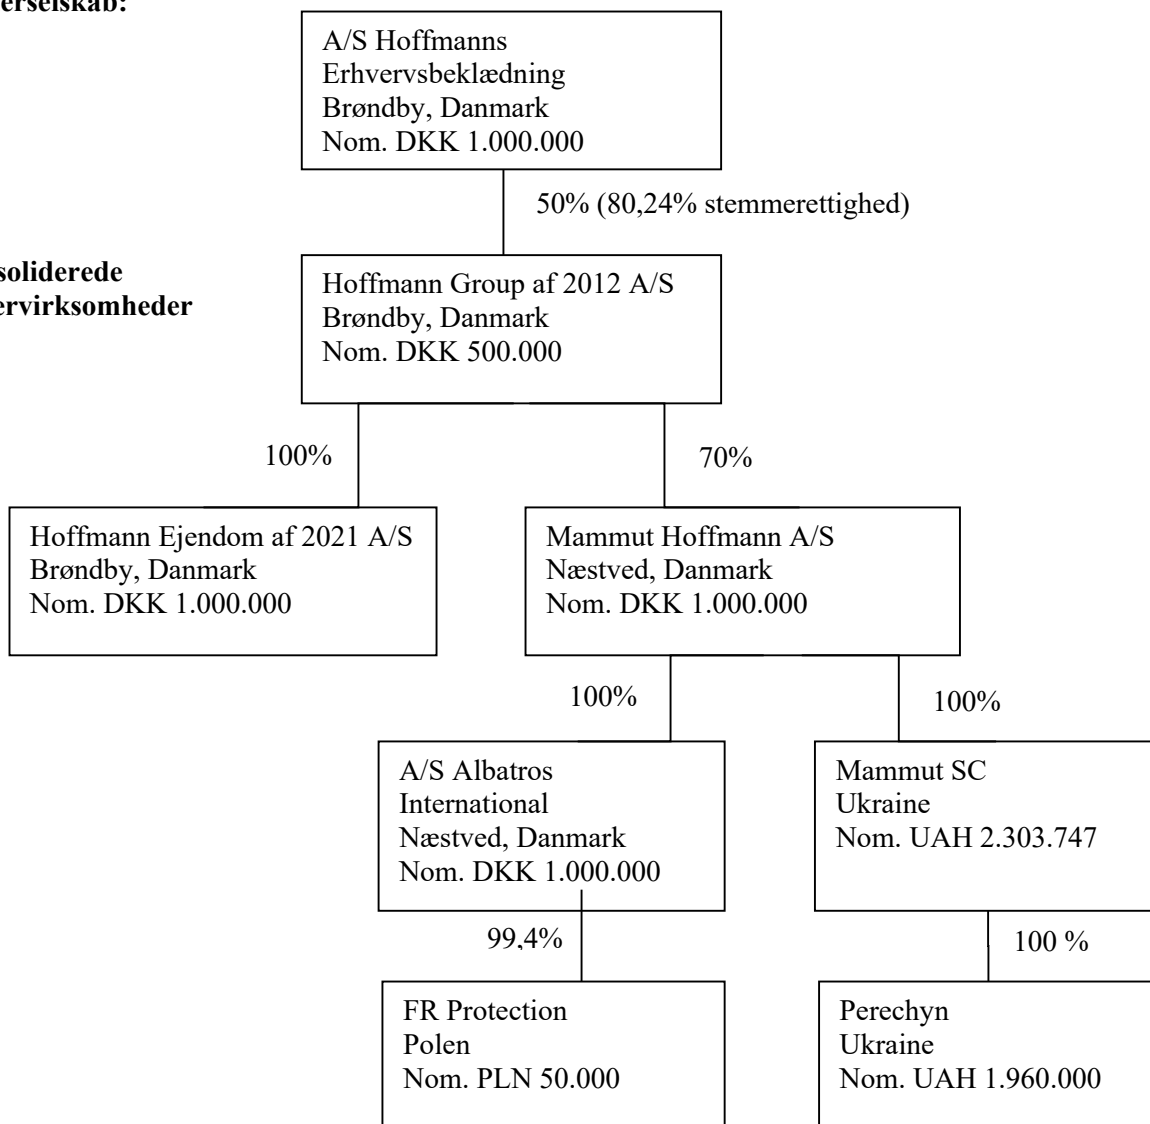 erselskab:
A/S Hoffmanns
Erhvervsbeklædning
Brøndby, Danmark
Nom. DKK 1.000.000
50% (80,24% stemmerettighed)
soliderede
ervirksomheder
Hoffmann Group af 2012 A/S
Brøndby, Danmark
Nom. DKK 500.000
100%
70%
Hoffmann Ejendom af 2021 A/S
Brøndby, Danmark
Nom. DKK 1.000.000
Mammut Hoffmann A/S
Næstved, Danmark
Nom. DKK 1.000.000
100%
100%
A/S Albatros
International
Næstved, Danmark
Nom. DKK 1.000.000
Mammut SC
Ukraine
Nom. UAH 2.303.747
99,4%
100 %
FR Protection
Polen
Nom. PLN 50.000
Perechyn
Ukraine
Nom. UAH 1.960.000